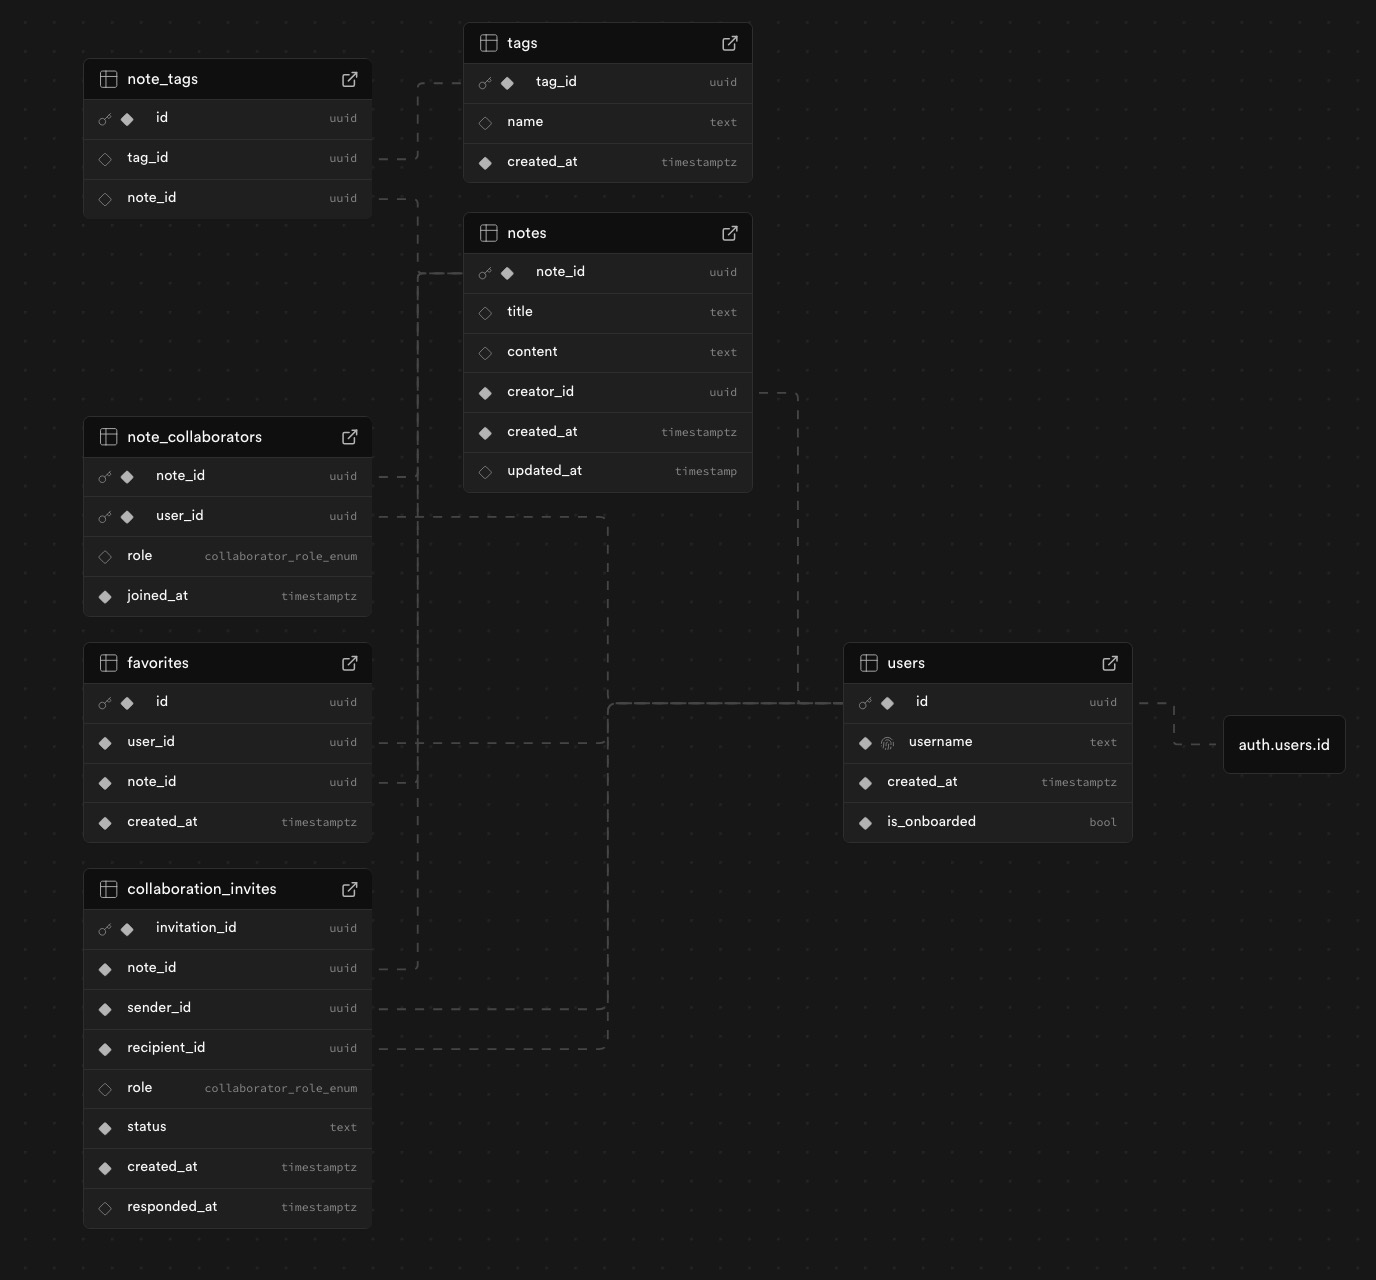 note_tags
id uuid
tag_id uuid
note_id uuid
tags
tag_id uuid
name text
created_at timestamptz
notes
note_id uuid
title text
content text
creator_id uuid
created_at timestamptz
updated_at timestamp
note_collaborators
note_id uuid
user_id uuid
role collaborator_role_enum
joined_at timestamptz
favorites
id uuid
user_id uuid
note_id uuid
created_at timestamptz
collaboration_invites
invitation_id uuid
note_id uuid
sender_id uuid
recipient_id uuid
role collaborator_role_enum
status text
created_at timestamptz
responded_at timestamptz
users
id uuid
username text
created_at timestamptz
is_onboarded bool
auth.users.id